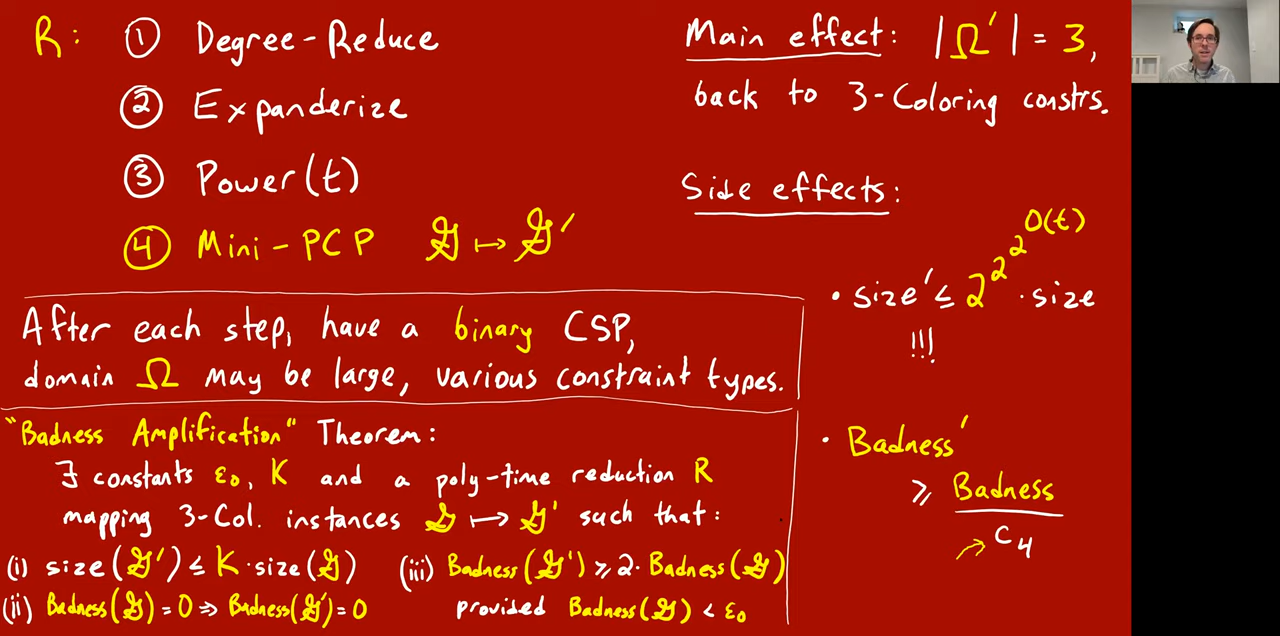 R: ① Degree-Reduce
② Expanderize
③ Power(t)
④ Mini-PCP 𝒢 ↦ 𝒢′
After each step, have a binary CSP,
domain Ω may be large, various constraint types.
"Badness Amplification" Theorem:
∃ constants ε₀, K and a poly-time reduction R
mapping 3-Col. instances 𝒢 ↦ 𝒢′ such that:
(i) size(𝒢′) ≤ K·size(𝒢)
(ii) Badness(𝒢) = 0 ⇒ Badness(𝒢′) = 0
(iii) Badness(𝒢′) ≥ 2·Badness(𝒢)
provided Badness(𝒢) < ε₀
Main effect: |Ω′| = 3,
back to 3-Coloring constrs.
Side effects:
• size′ ≤ 2^2^2^O(t) · size
!!!
• Badness′
≥ Badness
→ C₄